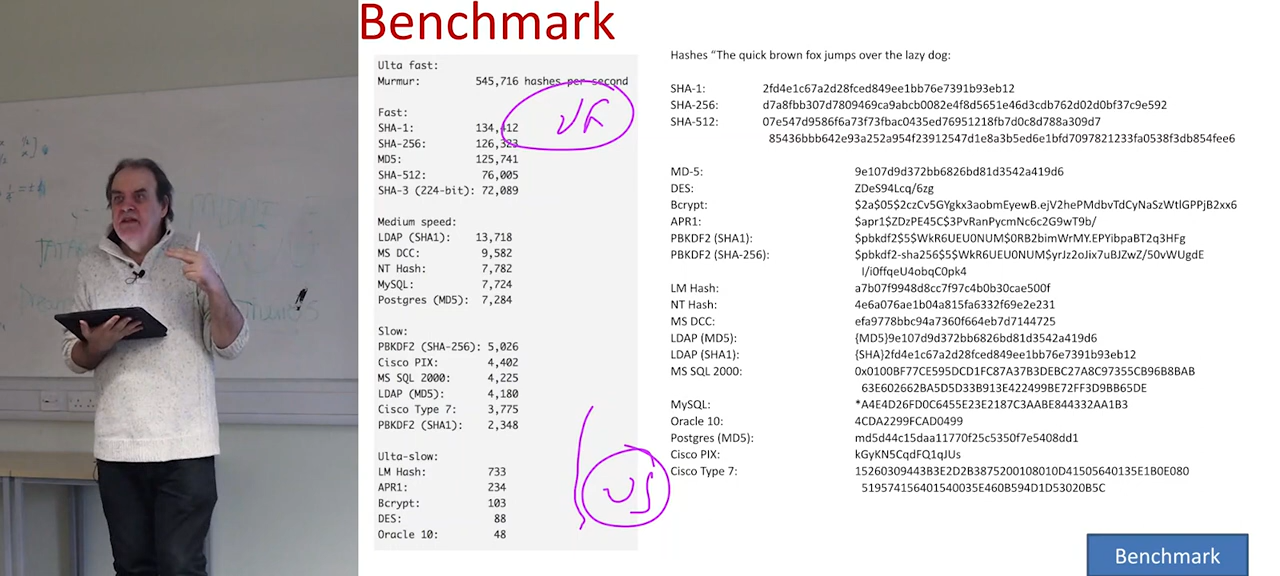 Benchmark
Ulta fast:
Murmur: 545,716 hashes per second
Fast:
SHA-1: 134,412
SHA-256: 126,323
MD5: 125,741
SHA-512: 76,005
SHA-3 (224-bit): 72,089
Medium speed:
LDAP (SHA1): 13,718
MS DCC: 9,582
NT Hash: 7,782
MySQL: 7,724
Postgres (MD5): 7,284
Slow:
PBKDF2 (SHA-256): 5,026
Cisco PIX: 4,402
MS SQL 2000: 4,225
LDAP (MD5): 4,180
Cisco Type 7: 3,775
PBKDF2 (SHA1): 2,348
Ulta-slow:
LM Hash: 733
APR1: 234
Bcrypt: 103
DES: 88
Oracle 10: 48
Hashes “The quick brown fox jumps over the lazy dog:
SHA-1: 2fd4e1c67a2d28fced849ee1bb76e7391b93eb12
SHA-256: d7a8fbb307d7809469ca9abcb0082e4f8d5651e46d3cdb762d02d0bf37c9e592
SHA-512: 07e547d9586f6a73f73fbac0435ed76951218fb7d0c8d788a309d7
85436bbb642e93a252a954f23912547d1e8a3b5ed6e1bfd7097821233fa0538f3db854fee6
MD-5: 9e107d9d372bb6826bd81d3542a419d6
DES: ZDeS94Lcq/6zg
Bcrypt: $2a$05$2czCv5GYgkx3aobmEyewB.ejV2hePMdbvTdCyNaSzWtIGPPjB2xx6
APR1: $apr1$ZDzPE45C$3PvRanPycmNc6c2G9wT9b/
PBKDF2 (SHA1): $pbkdf2$5$WkR6UEU0NUM$0RB2bimWrMY.EPYibpaBT2q3HFg
PBKDF2 (SHA-256): $pbkdf2-sha256$5$WkR6UEU0NUM$yrJz2oJix7uBJZwZ/50vWUgdE
I/i0ffqeU4obqC0pk4
LM Hash: a7b07f9948d8cc7f97c4b0b30cae500f
NT Hash: 4e6a076ae1b04a815fa6332f69e2e231
MS DCC: efa9778bbc94a7360f664eb7d7144725
LDAP (MD5): {MD5}9e107d9d372bb6826bd81d3542a419d6
LDAP (SHA1): {SHA}2fd4e1c67a2d28fced849ee1bb76e7391b93eb12
MS SQL 2000: 0x0100BF77CE595DCD1FC87A37B3DEBC27A8C97355CB96B8BAB
63E602662BA5D5D33B913E422499BE72FF3D9BB65DE
MySQL: *A4E4D26FD0C6455E23E2187C3AABE844332AA1B3
Oracle 10: 4CDA2299FCAD0499
Postgres (MD5): md5d44c15daa11770f25c5350f7e5408dd1
Cisco PIX: kGyKN5CqdFQ1qJUs
Cisco Type 7: 15260309443B3E2D2B3875200108010D41505640135E1B0E080
519574156401540035E460B594D1D53020B5C
Benchmark